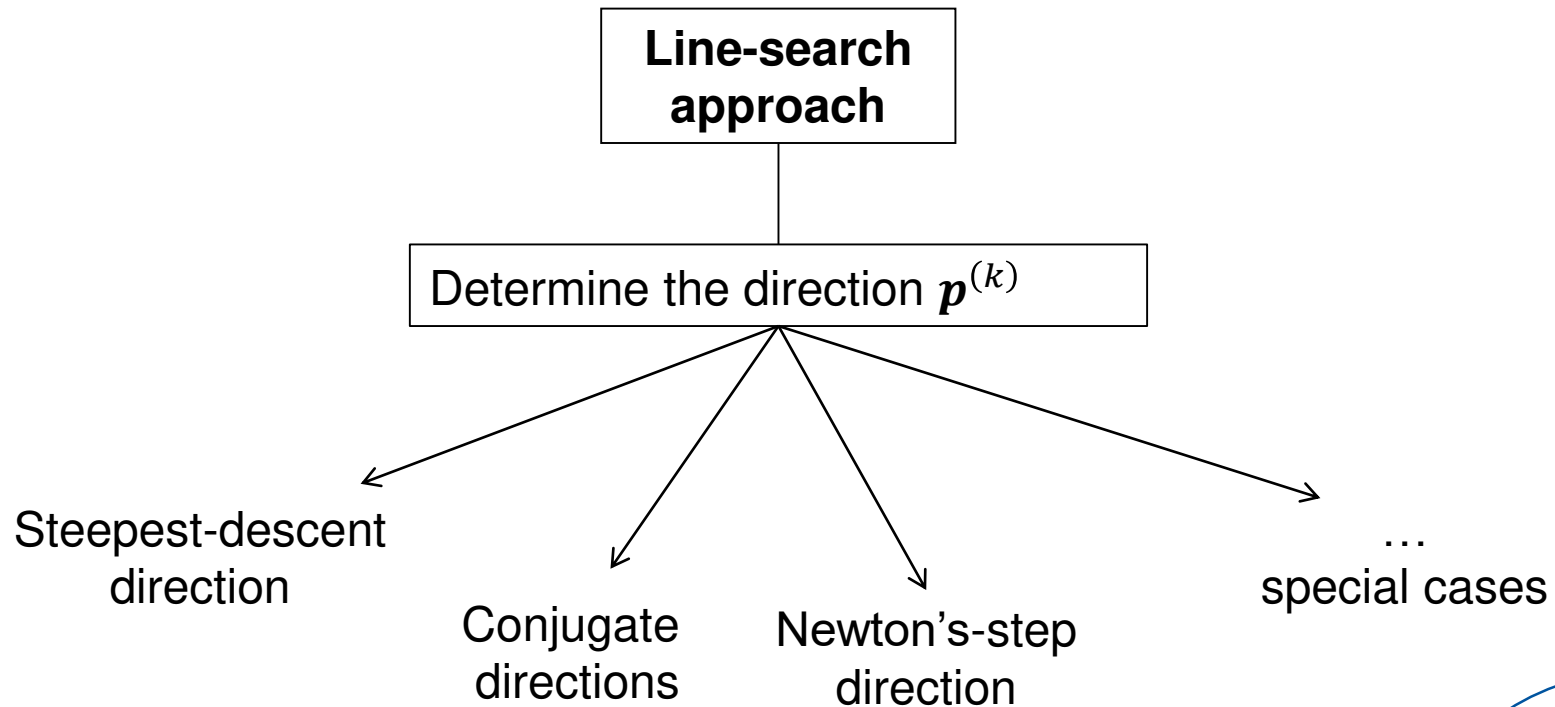 Line-search
approach
Determine the direction 𝒑⁽ᵏ⁾
Steepest-descent
direction
Conjugate
directions
Newton’s-step
direction
…
special cases